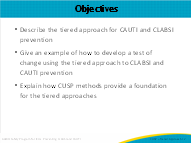 Objectives
• Describe the tiered approach for CAUTI and CLABSI
prevention
• Give an example of how to develop a test of
change using the tiered approach to CLABSI and
CAUTI prevention
• Explain how CUSP methods provide a foundation
for the tiered approaches